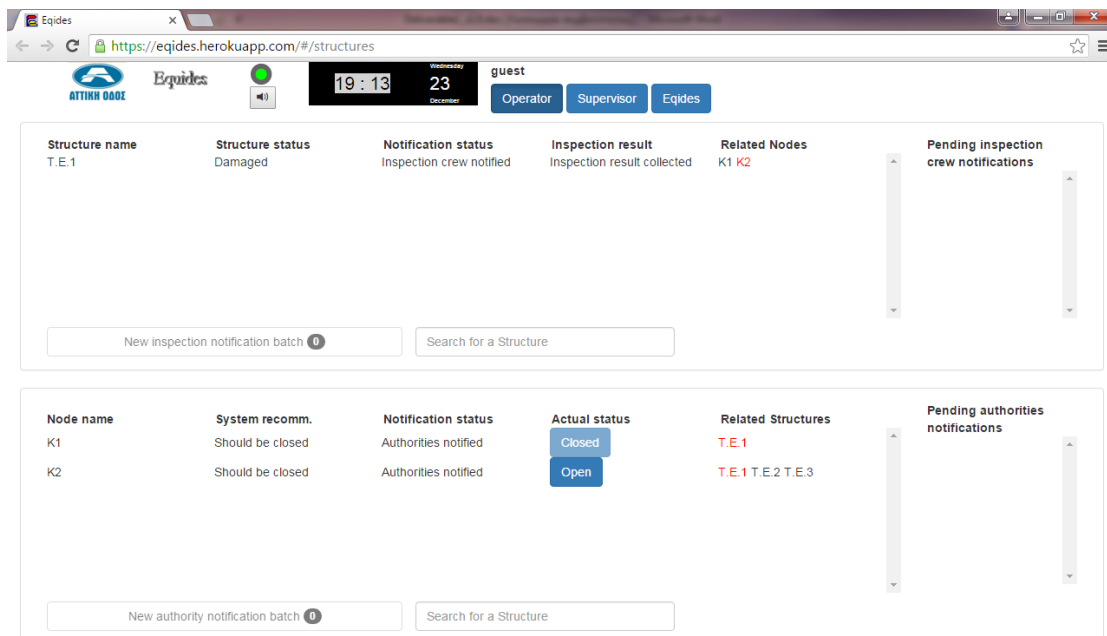 Eqides
https://eqides.herokuapp.com/#/structures
ΑΤΤΙΚΗ ΟΔΟΣ
Equides
19 : 13
Wednesday
23
December
guest
Operator Supervisor Eqides
Structure name Structure status Notification status Inspection result Related Nodes Pending inspection
crew notifications
T.E.1 Damaged Inspection crew notified Inspection result collected K1 K2
New inspection notification batch 0 Search for a Structure
Node name System recomm. Notification status Actual status Related Structures Pending authorities
notifications
K1 Should be closed Authorities notified Closed T.E.1
K2 Should be closed Authorities notified Open T.E.1 T.E.2 T.E.3
New authority notification batch 0 Search for a Structure